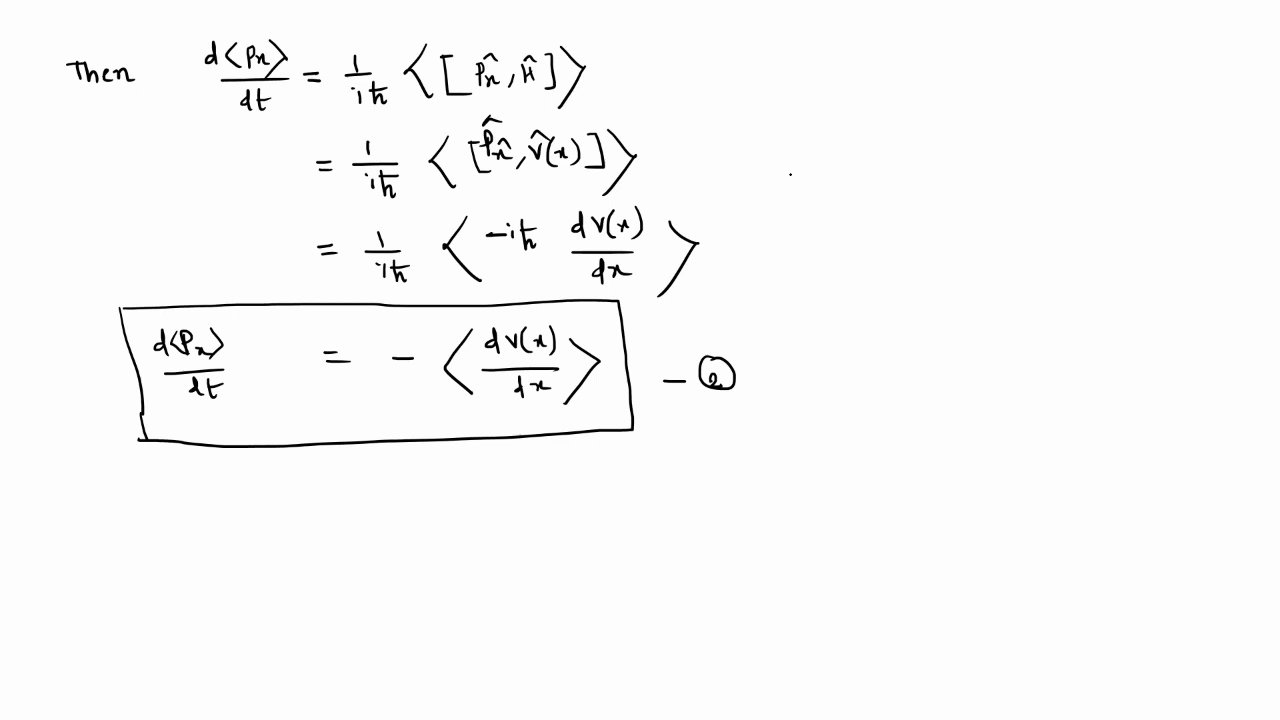 Then d⟨Px⟩/dt = 1/iħ ⟨[P̂x̂, Ĥ]⟩
= 1/iħ ⟨[P̂x̂, V̂(x)]⟩
= 1/iħ ⟨-iħ dV(x)/dx⟩
d⟨Px⟩/dt = - ⟨dV(x)/dx⟩ - ②